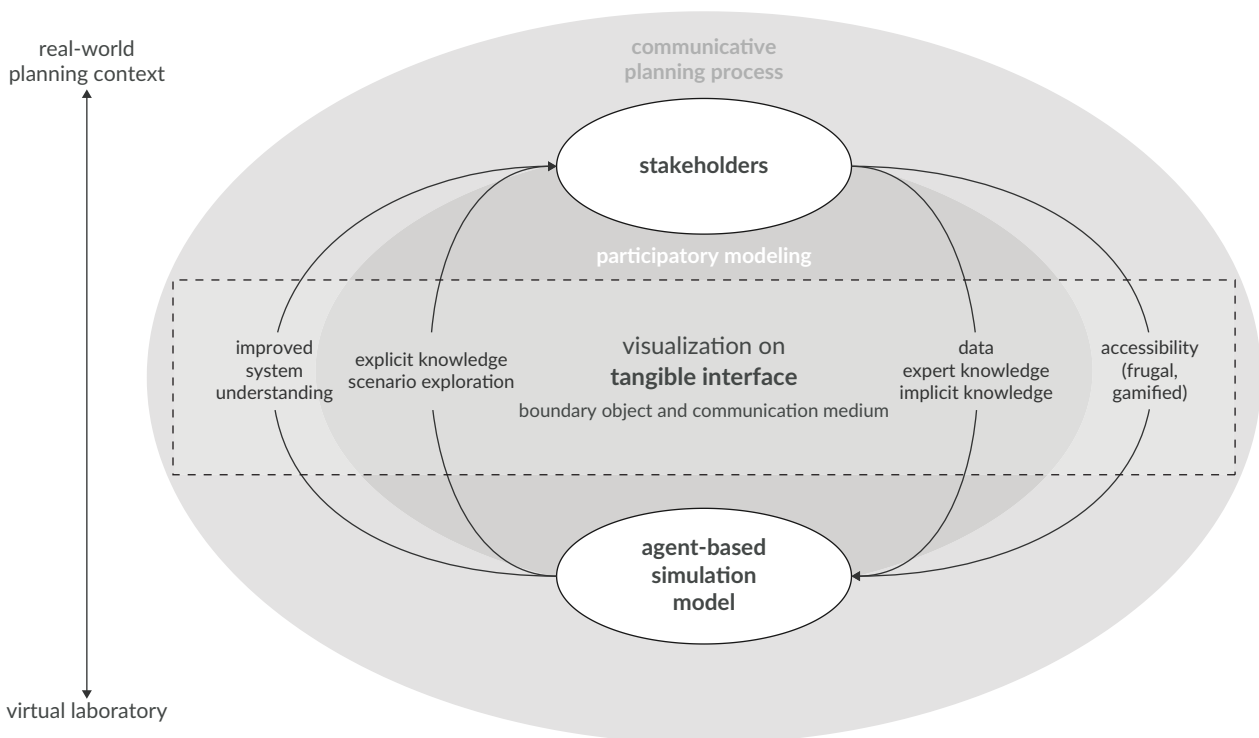 real-world
planning context
communicative
planning process
stakeholders
participatory modeling
improved
system
understanding
explicit knowledge
scenario exploration
visualization on
tangible interface
boundary object and communication medium
data
expert knowledge
implicit knowledge
accessibility
(frugal,
gamified)
agent-based
simulation
model
virtual laboratory